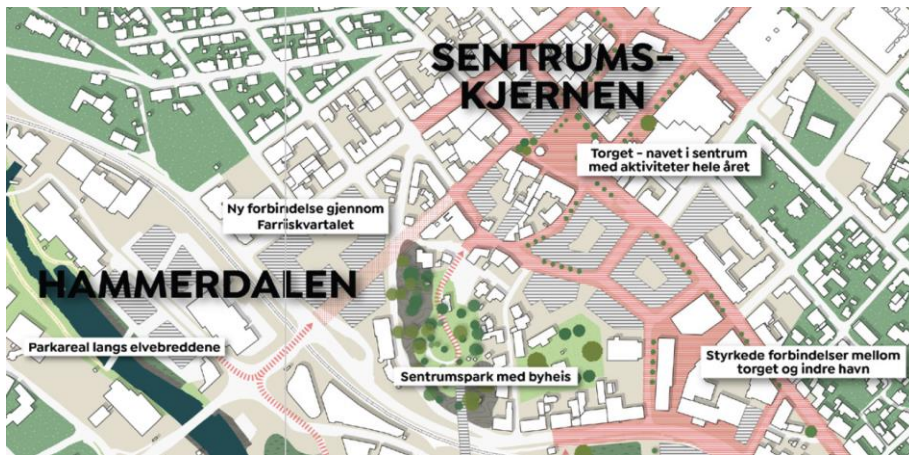 SENTRUMS-
KJERNEN
Torget – navet i sentrum
med aktiviteter hele året
Ny forbindelse gjennom
Farriskvartalet
HAMMERDALEN
Parkareal langs elvebreddene
Sentrumspark med byheis
Styrkede forbindelser mellom
torget og indre havn